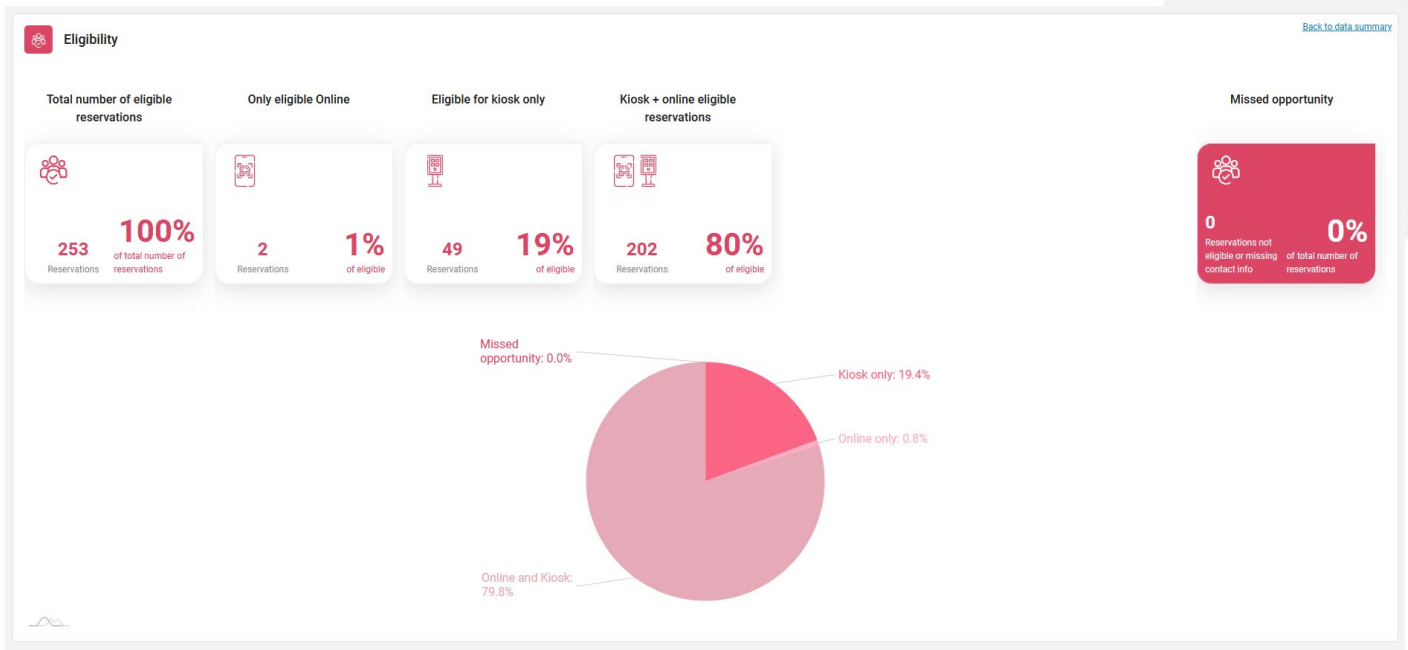 Eligibility
Back to data summary
Total number of eligible
reservations
253
Reservations
100%
of total number of
reservations
Only eligible Online
2
Reservations
1%
of eligible
Eligible for kiosk only
49
Reservations
19%
of eligible
Kiosk + online eligible
reservations
202
Reservations
80%
of eligible
Missed opportunity
0
Reservations not
eligible or missing
contact info
0%
of total number of
reservations
Missed
opportunity: 0.0%
Kiosk only: 19.4%
Online only: 0.8%
Online and Kiosk:
79.8%